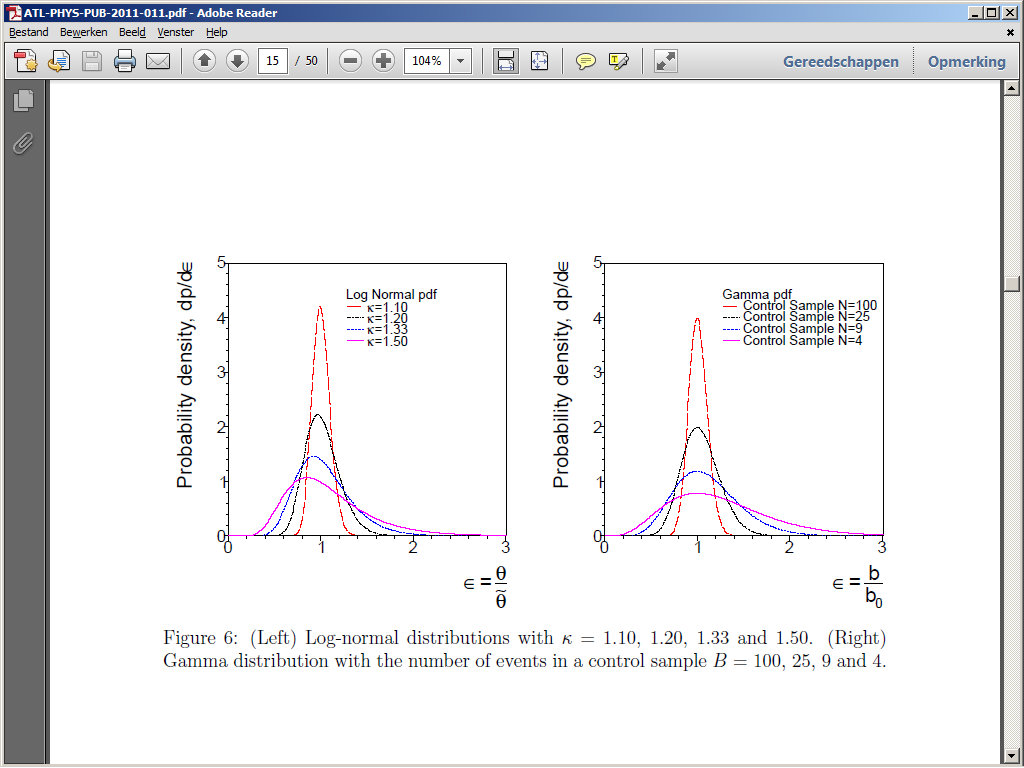 ATL-PHYS-PUB-2011-011.pdf - Adobe Reader
Bestand Bewerken Beeld Venster Help
15 / 50 104% Gereedschappen Opmerking
Probability density, dp/dϵ
5
4
3
2
1
0
0 1 2 3
Log Normal pdf
κ=1.10
κ=1.20
κ=1.33
κ=1.50
ϵ = θ/θ̃
Probability density, dp/dϵ
5
4
3
2
1
0
0 1 2 3
Gamma pdf
Control Sample N=100
Control Sample N=25
Control Sample N=9
Control Sample N=4
ϵ = b/b₀
Figure 6: (Left) Log-normal distributions with κ = 1.10, 1.20, 1.33 and 1.50. (Right)
Gamma distribution with the number of events in a control sample B = 100, 25, 9 and 4.